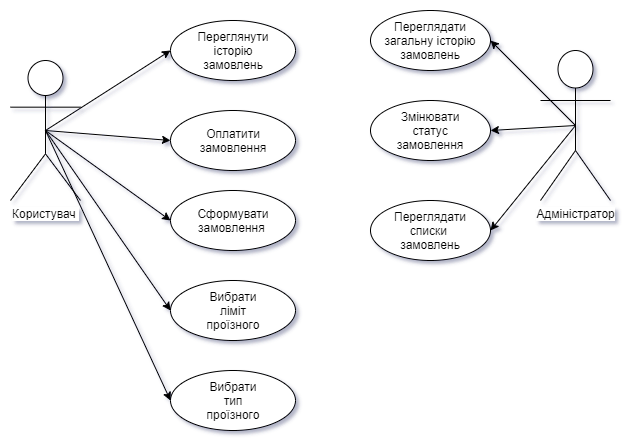 Переглянути
історію
замовлень
Оплатити
замовлення
Сформувати
замовлення
Вибрати
ліміт
проїзного
Вибрати
тип
проїзного
Користувач
Переглядати
загальну історію
замовлень
Змінювати
статус
замовлення
Переглядати
списки
замовлень
Адміністратор